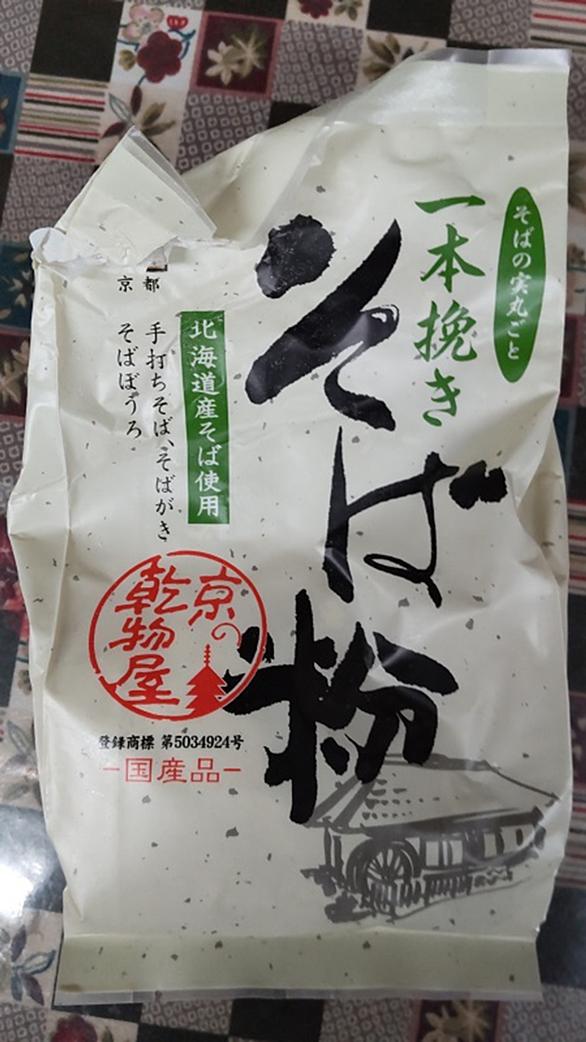 そばの実丸ごと
一本挽き
そば粉
北海道産そば使用
手打ちそば、そばがき
そばぼうろ
京都
京の
乾物屋
登録商標 第5034924号
国産品